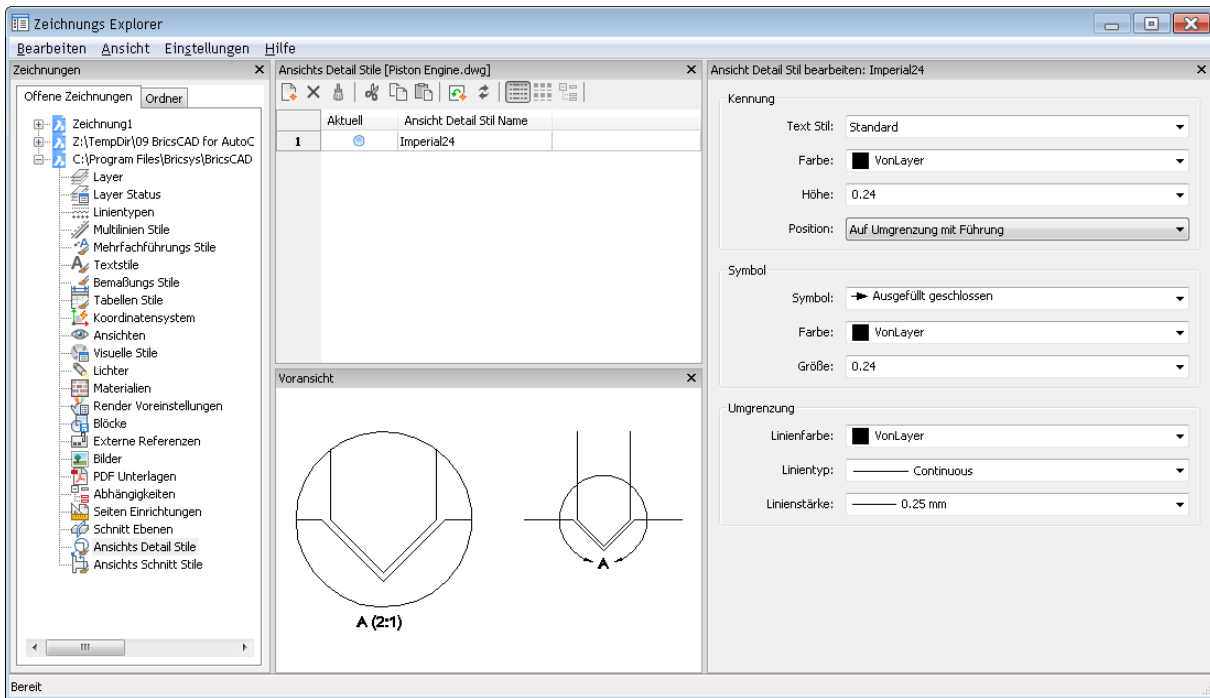 Zeichnungs Explorer
Bearbeiten Ansicht Einstellungen Hilfe
Zeichnungen
Offene Zeichnungen Ordner
Zeichnung1
Z:\TempDir\09 BricsCAD for AutoC
C:\Program Files\Bricsys\BricsCAD
Layer
Layer Status
Linientypen
Multilinien Stile
Mehrfachführungs Stile
Textstile
Bemaßungs Stile
Tabellen Stile
Koordinatensystem
Ansichten
Visuelle Stile
Lichter
Materialien
Render Voreinstellungen
Blöcke
Externe Referenzen
Bilder
PDF Unterlagen
Abhängigkeiten
Seiten Einrichtungen
Schnitt Ebenen
Ansichts Detail Stile
Ansichts Schnitt Stile
Ansichts Detail Stile [Piston Engine.dwg]
Aktuell Ansicht Detail Stil Name
1 Imperial24
Voransicht
A (2:1)
A
Ansicht Detail Stil bearbeiten: Imperial24
Kennung
Text Stil: Standard
Farbe: VonLayer
Höhe: 0.24
Position: Auf Umgrenzung mit Führung
Symbol
Symbol: Ausgefüllt geschlossen
Farbe: VonLayer
Größe: 0.24
Umgrenzung
Linienfarbe: VonLayer
Linientyp: Continuous
Linienstärke: 0.25 mm
Bereit